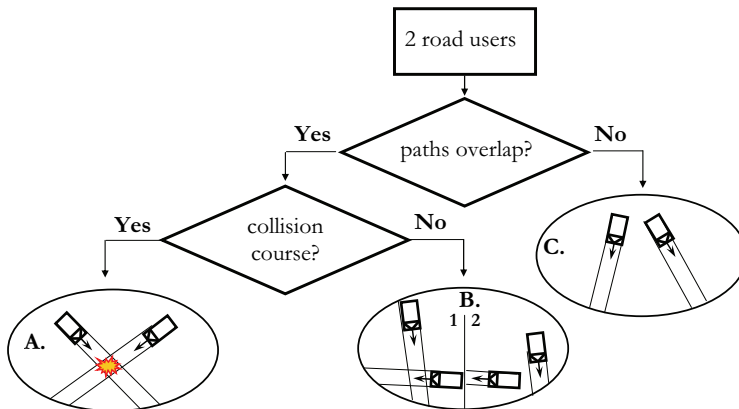 2 road users
Yes
No
paths overlap?
Yes
No
collision
course?
C.
A.
B.
1 2